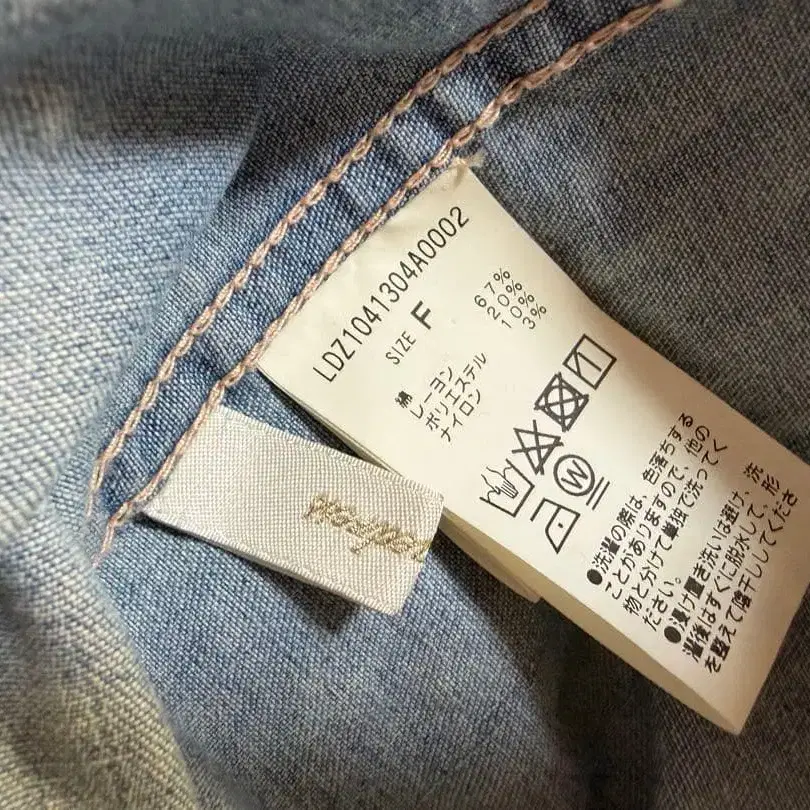 LDZ1041304A0002
SIZE F
綿 67%
レーヨン 20%
ポリエステル 10%
ナイロン 3%
W
●洗濯の際は、色落ちする
ことがありますので、他の
物と分けて単独で洗って
ください。
●浸け置き洗いは避け、洗
濯後はすぐに脱水して、形
を整えて陰干ししてくださ